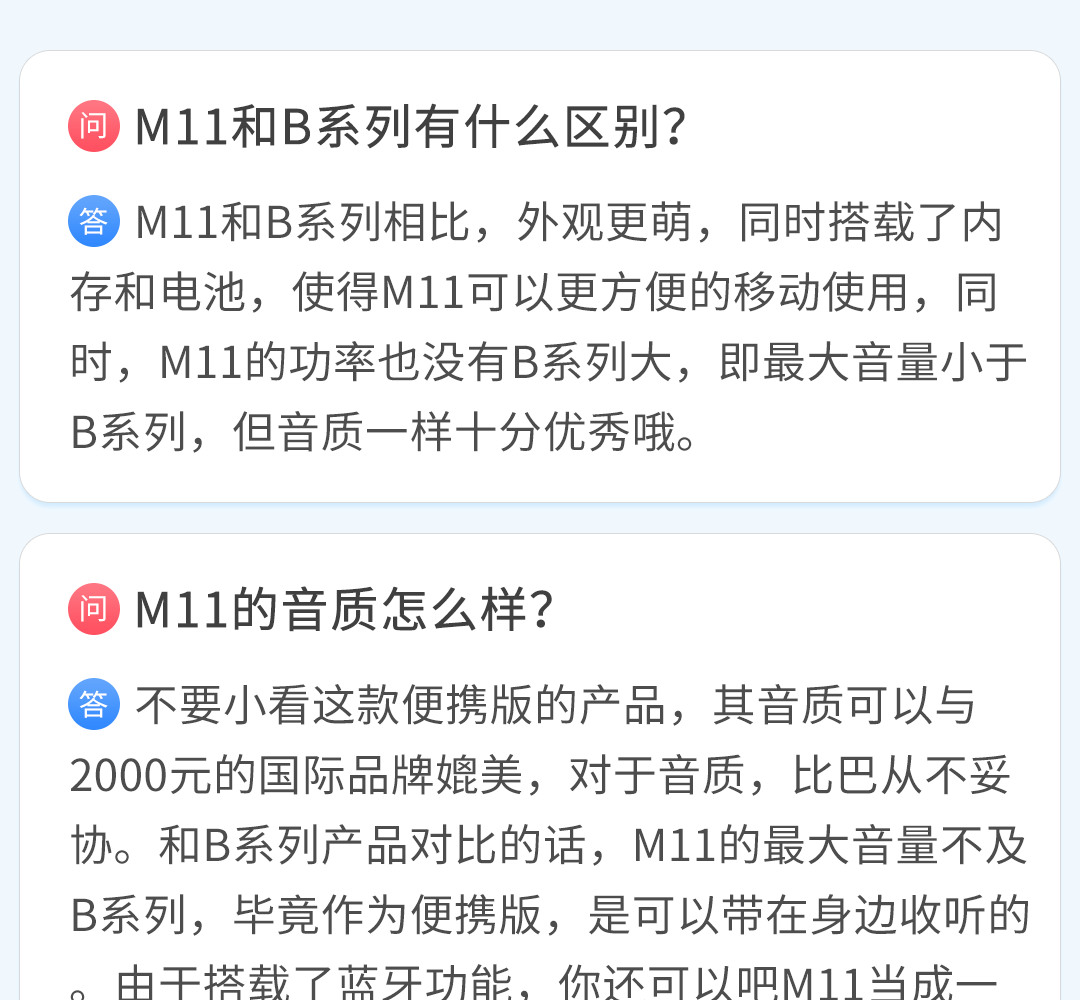 问 M11和B系列有什么区别？
答 M11和B系列相比，外观更萌，同时搭载了内
存和电池，使得M11可以更方便的移动使用，同
时，M11的功率也没有B系列大，即最大音量小于
B系列，但音质一样十分优秀哦。
问 M11的音质怎么样？
答 不要小看这款便携版的产品，其音质可以与
2000元的国际品牌媲美，对于音质，比巴从不妥
协。和B系列产品对比的话，M11的最大音量不及
B系列，毕竟作为便携版，是可以带在身边收听的
。由于搭载了蓝牙功能，你还可以吧M11当成一